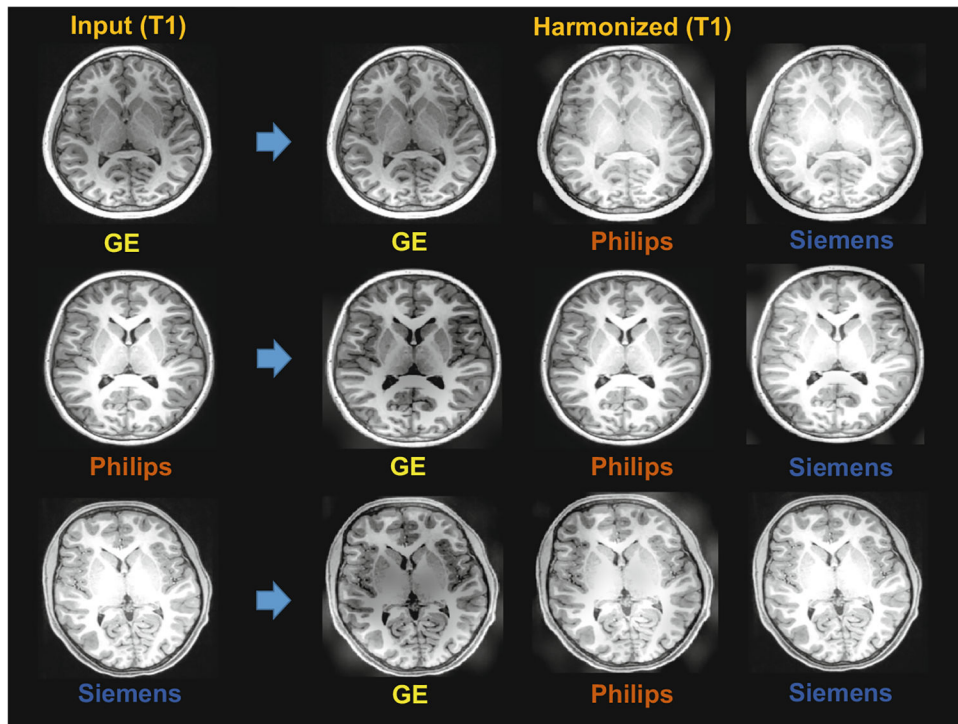 Input (T1) Harmonized (T1)
GE GE Philips Siemens
Philips GE Philips Siemens
Siemens GE Philips Siemens